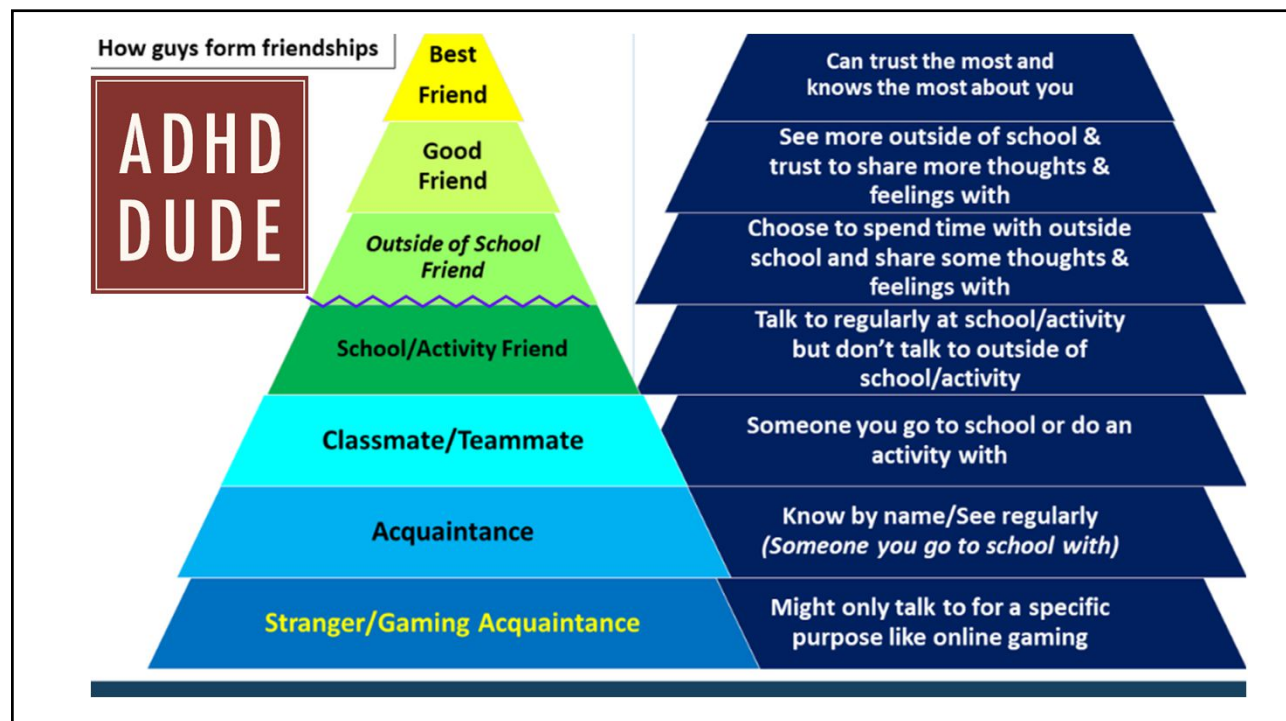 How guys form friendships
ADHD
DUDE
Best
Friend
Can trust the most and
knows the most about you
Good
Friend
See more outside of school &
trust to share more thoughts &
feelings with
Outside of School
Friend
Choose to spend time with outside
school and share some thoughts &
feelings with
School/Activity Friend
Talk to regularly at school/activity
but don’t talk to outside of
school/activity
Classmate/Teammate
Someone you go to school or do an
activity with
Acquaintance
Know by name/See regularly
(Someone you go to school with)
Stranger/Gaming Acquaintance
Might only talk to for a specific
purpose like online gaming